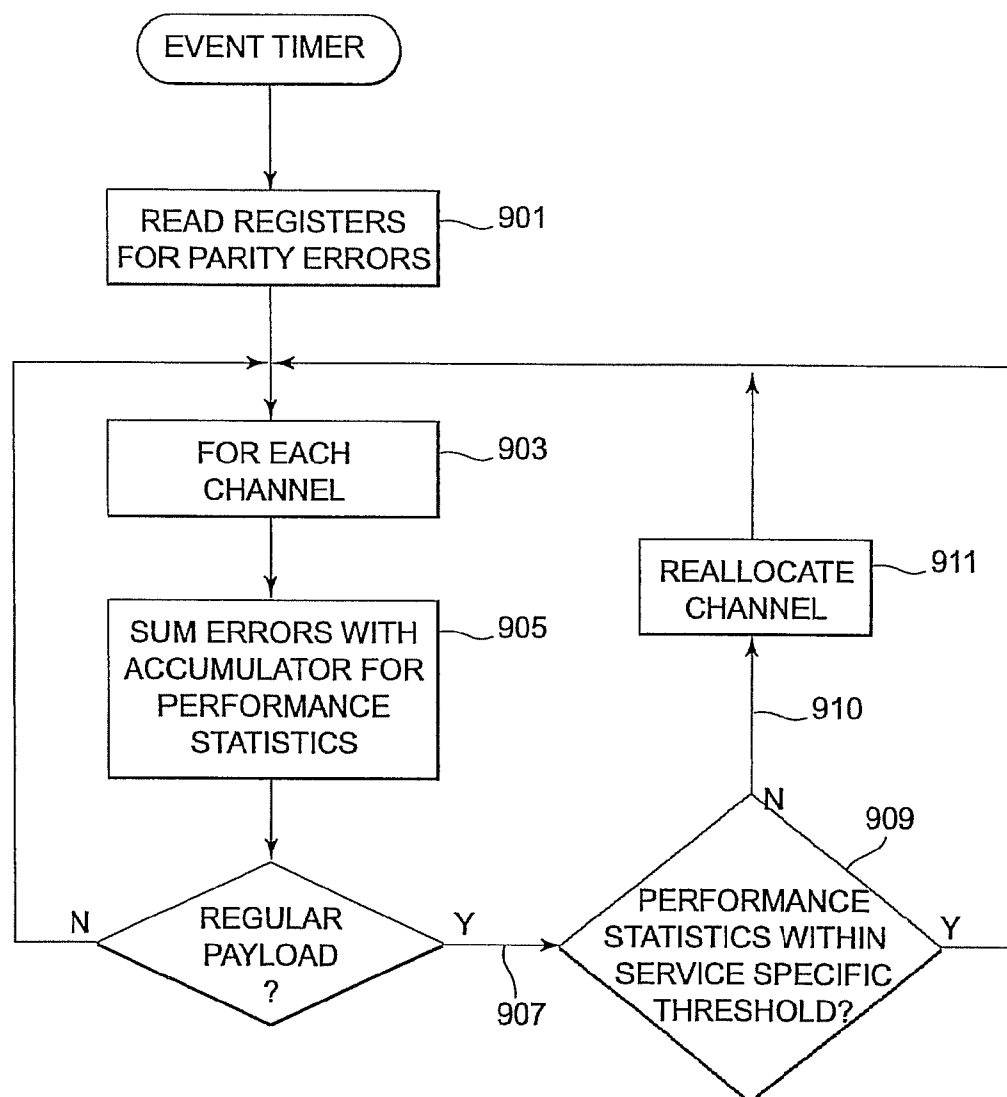 EVENT TIMER
READ REGISTERS
FOR PARITY ERRORS
901
FOR EACH
CHANNEL
903
SUM ERRORS WITH
ACCUMULATOR FOR
PERFORMANCE
STATISTICS
905
REALLOCATE
CHANNEL
911
910
N
REGULAR
PAYLOAD
?
Y
907
N
909
PERFORMANCE
STATISTICS WITHIN
SERVICE SPECIFIC
THRESHOLD?
Y